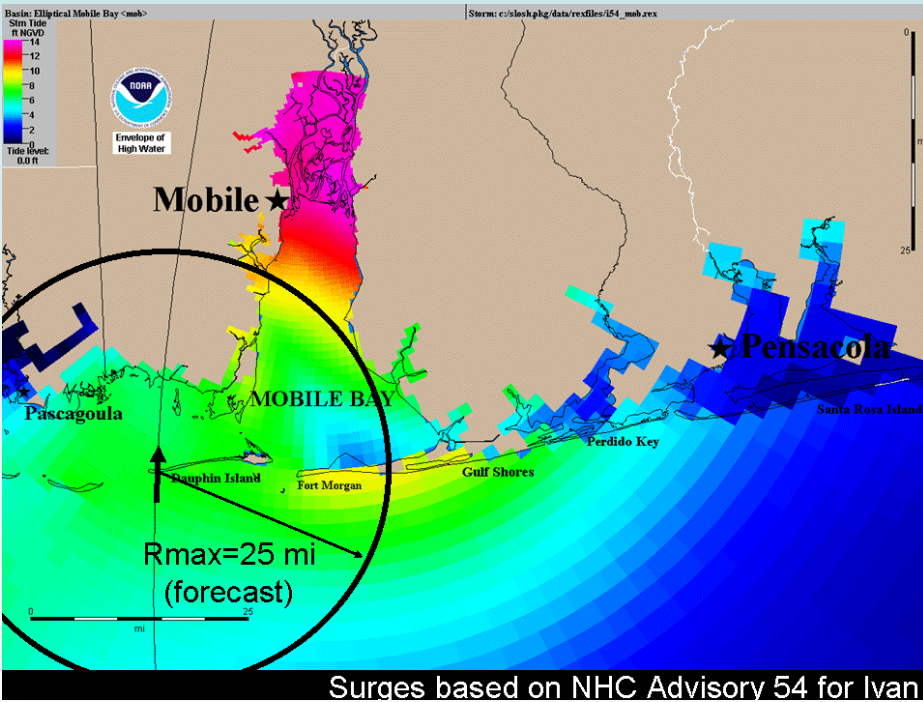 Basin: Elliptical Mobile Bay <mob>
Storm: c:/slosh.pkg/data/rexfiles/i54_mob.rex
Stm Tide
ft NGVD
14
12
10
8
6
4
2
0
Tide level:
0.0 ft
NOAA
Envelope of
High Water
0
mi
25
Mobile
Pensacola
MOBILE BAY
Pascagoula
Santa Rosa Island
Perdido Key
Gulf Shores
Dauphin Island
Fort Morgan
Rmax=25 mi
(forecast)
0
25
mi
Surges based on NHC Advisory 54 for Ivan